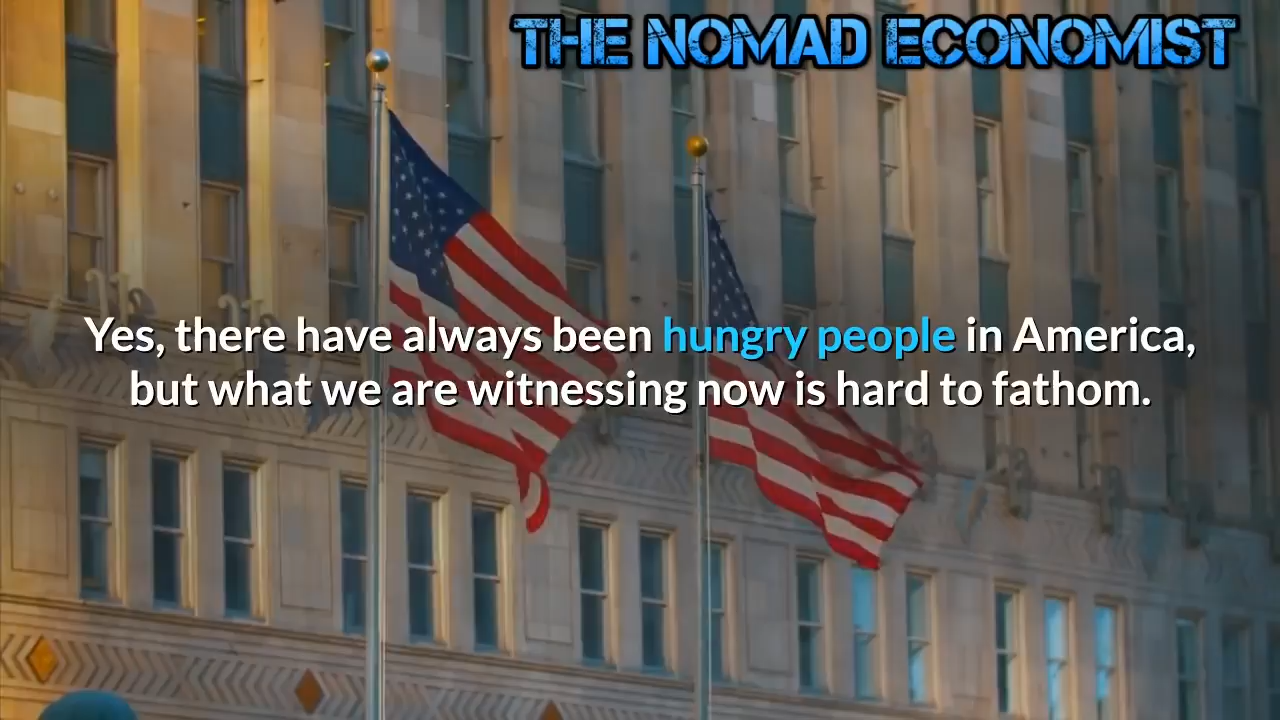 THE NOMAD ECONOMIST
Yes, there have always been hungry people in America,
but what we are witnessing now is hard to fathom.